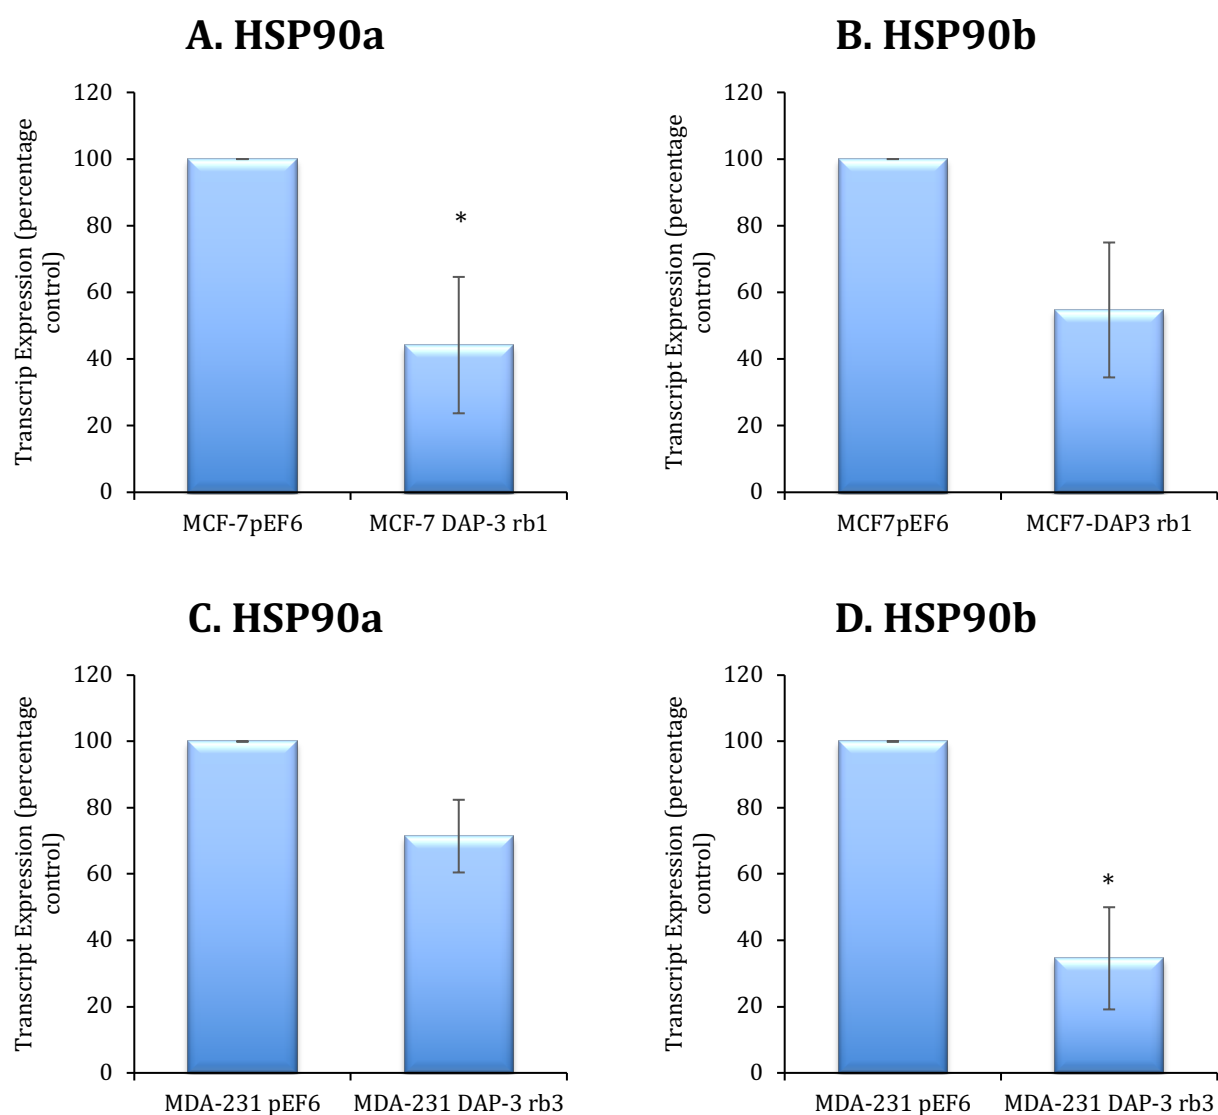 A. HSP90a
Transcrip Expression (percentage
control)
120
100
80
60
40
20
0
*
MCF-7pEF6
MCF-7 DAP-3 rb1
B. HSP90b
Transcript Expression (percentage
control)
120
100
80
60
40
20
0
MCF7pEF6
MCF7-DAP3 rb1
C. HSP90a
Transcript Expression (percentage
control)
120
100
80
60
40
20
0
MDA-231 pEF6
MDA-231 DAP-3 rb3
D. HSP90b
Transcript Expression (percentage
control)
120
100
80
60
40
20
0
*
MDA-231 pEF6
MDA-231 DAP-3 rb3